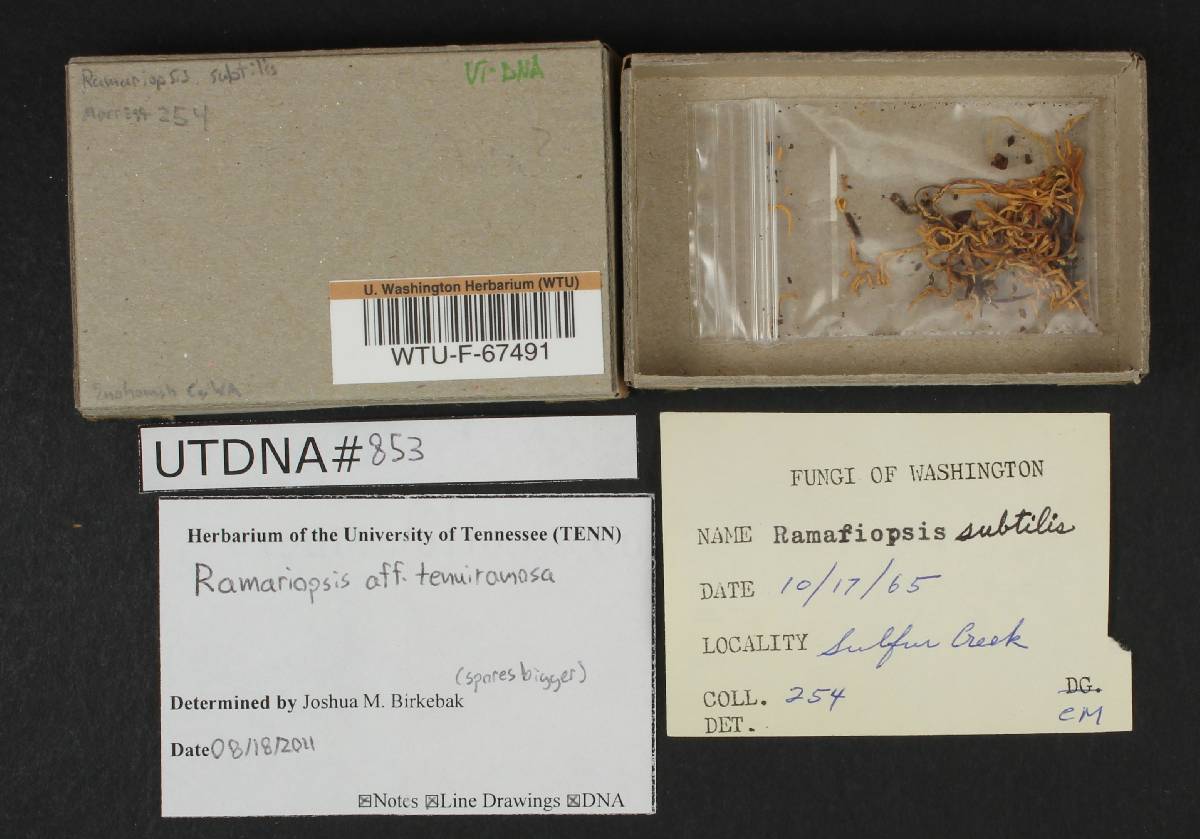 Ramariopsis subtilis
UT-DNA
254
U. Washington Herbarium (WTU)
WTU-F-67491
Snohomish Co WA
UTDNA# 853
Herbarium of the University of Tennessee (TENN)
Ramariopsis aff. tenuiramosa
(spores bigger)
Determined by Joshua M. Birkebak
Date 08/18/2011
☒Notes ☒Line Drawings ☒DNA
FUNGI OF WASHINGTON
NAME Ramariopsis subtilis
DATE 10/17/65
LOCALITY Sulfur Creek
COLL. 254
DG.
DET.
CM